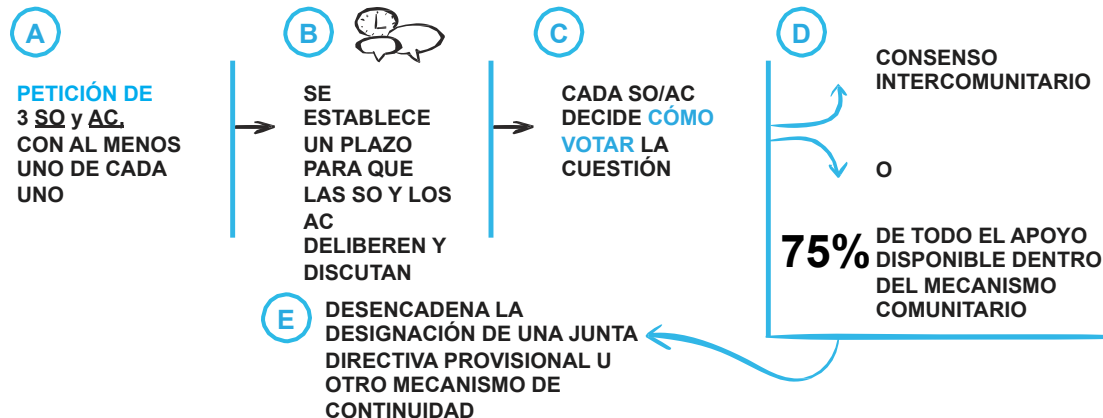 A
PETICIÓN DE
3 SO y AC,
CON AL MENOS
UNO DE CADA
UNO
B
SE
ESTABLECE
UN PLAZO
PARA QUE
LAS SO Y LOS
AC
DELIBEREN Y
DISCUTAN
C
CADA SO/AC
DECIDE CÓMO
VOTAR LA
CUESTIÓN
D
CONSENSO
INTERCOMUNITARIO
O
75%
DE TODO EL APOYO
DISPONIBLE DENTRO
DEL MECANISMO
COMUNITARIO
E
DESENCADENA LA
DESIGNACIÓN DE UNA JUNTA
DIRECTIVA PROVISIONAL U
OTRO MECANISMO DE
CONTINUIDAD